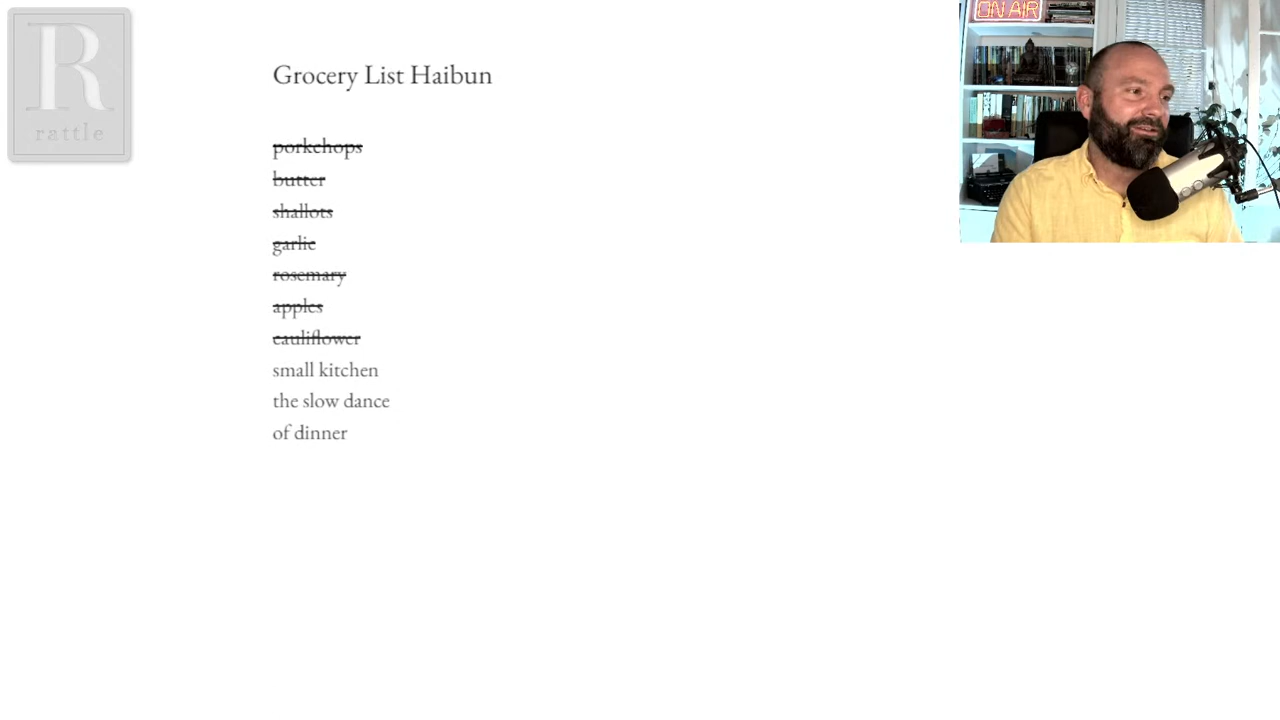 R
rattle
Grocery List Haibun
porkchops
butter
shallots
garlic
rosemary
apples
cauliflower
small kitchen
the slow dance
of dinner
ON AIR